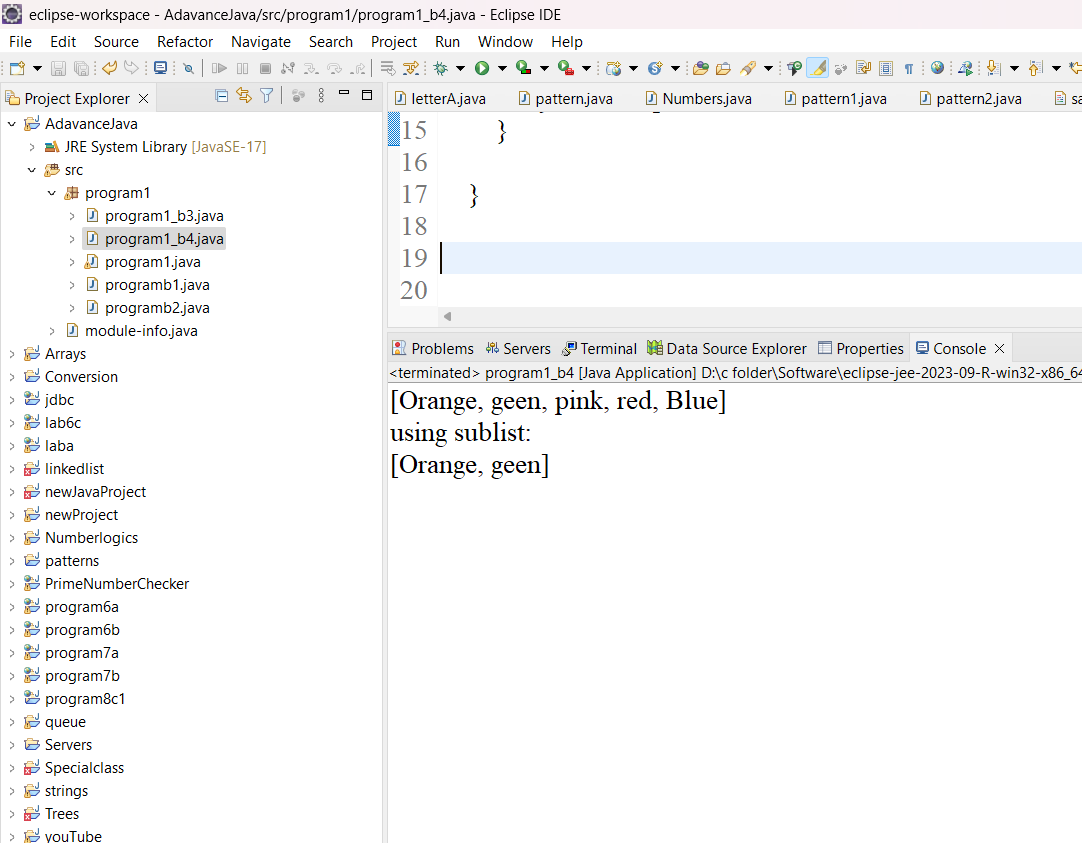 eclipse-workspace - AdavanceJava/src/program1/program1_b4.java - Eclipse IDE
File Edit Source Refactor Navigate Search Project Run Window Help
Project Explorer
AdavanceJava
JRE System Library [JavaSE-17]
src
program1
program1_b3.java
program1_b4.java
program1.java
programb1.java
programb2.java
module-info.java
Arrays
Conversion
jdbc
lab6c
laba
linkedlist
newJavaProject
newProject
Numberlogics
patterns
PrimeNumberChecker
program6a
program6b
program7a
program7b
program8c1
queue
Servers
Specialclass
strings
Trees
youTube
letterA.java pattern.java Numbers.java pattern1.java pattern2.java
15 }
16
17 }
18
19
20
Problems Servers Terminal Data Source Explorer Properties Console
<terminated> program1_b4 [Java Application] D:\c folder\Software\eclipse-jee-2023-09-R-win32-x86_64
[Orange, geen, pink, red, Blue]
using sublist:
[Orange, geen]